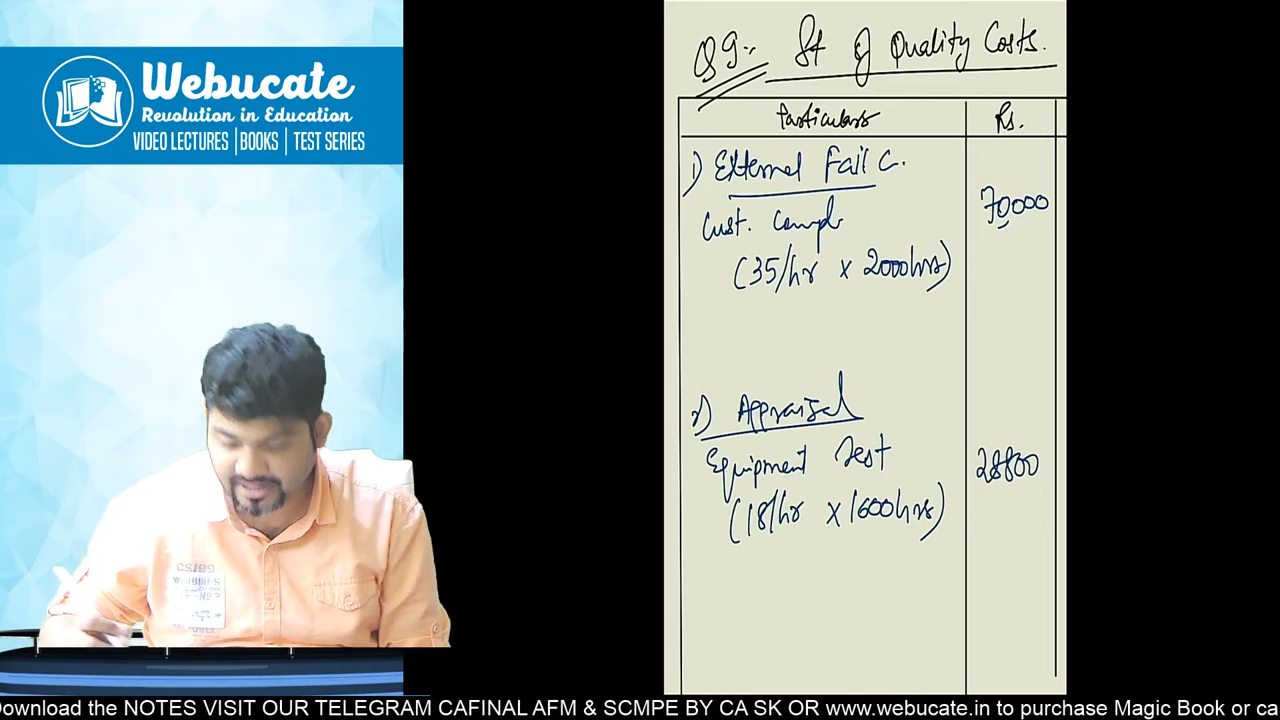 Webucate
Revolution in Education
VIDEO LECTURES | BOOKS | TEST SERIES
Q9:- St of Quality Costs.
Particulars Rs.
1) External Fail C.
Cust. Compl 70,000
(35/hr x 2000hrs)
2) Appraisal
Equipment Test 28800
(18/hr x 1600hrs)
Download the NOTES VISIT OUR TELEGRAM CAFINAL AFM & SCMPE BY CA SK OR www.webucate.in to purchase Magic Book or ca